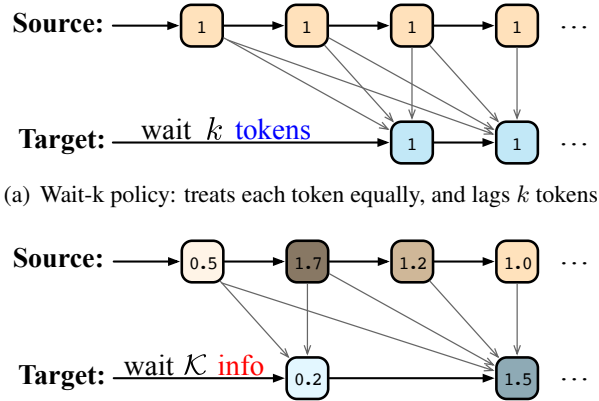 Source: 1 1 1 1 ...
Target: wait k tokens 1 1 ...
(a) Wait-k policy: treats each token equally, and lags k tokens
Source: 0.5 1.7 1.2 1.0 ...
Target: wait 𝒦 info 0.2 1.5 ...